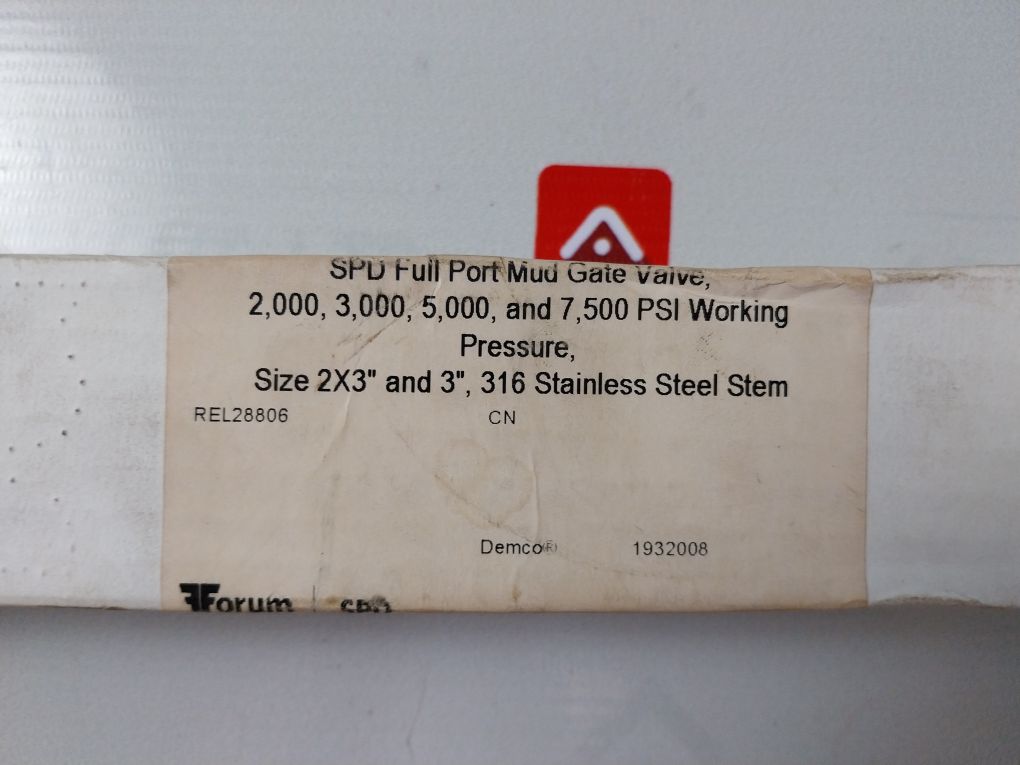 SPD Full Port Mud Gate Valve,
2,000, 3,000, 5,000, and 7,500 PSI Working
Pressure,
Size 2X3" and 3", 316 Stainless Steel Stem
REL28806 CN
Demco(R) 1932008
Forum | SPD